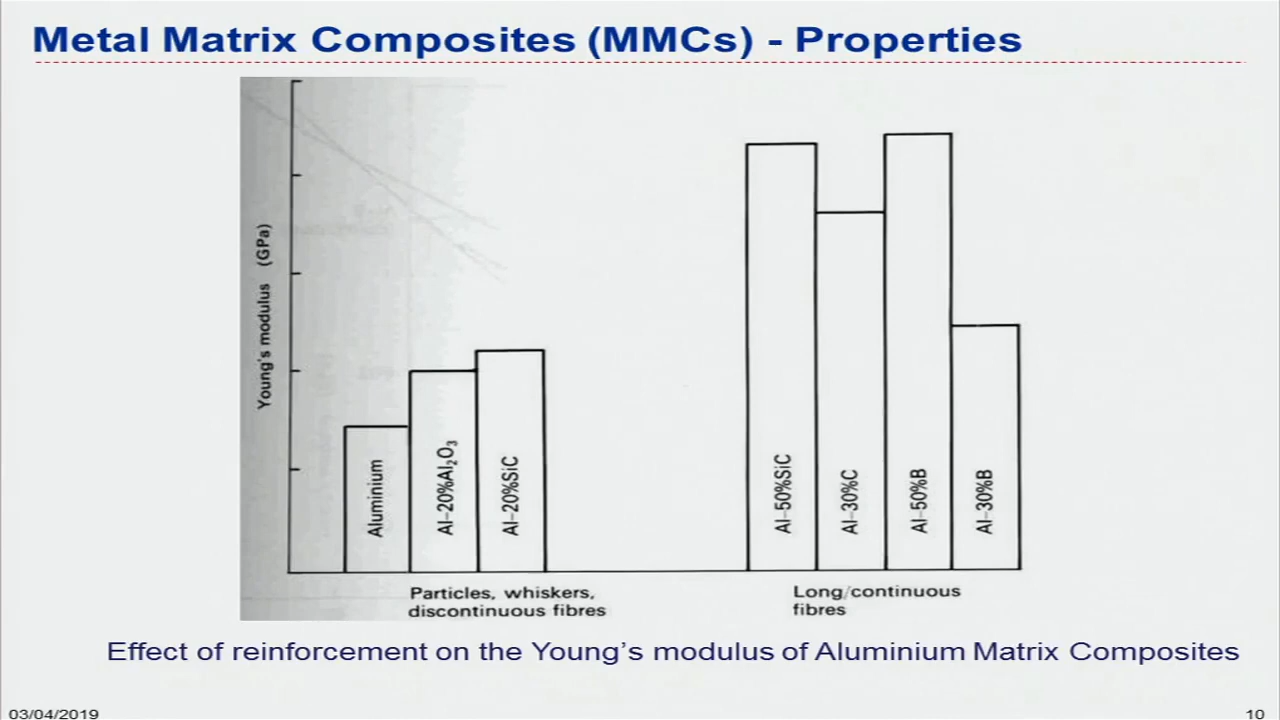 Metal Matrix Composites (MMCs) - Properties
Young's modulus (GPa)
Aluminium
Al–20%Al₂O₃
Al–20%SiC
Al–50%SiC
Al–30%C
Al–50%B
Al–30%B
Particles, whiskers,
discontinuous fibres
Long/continuous
fibres
Effect of reinforcement on the Young's modulus of Aluminium Matrix Composites
03/04/2019
10